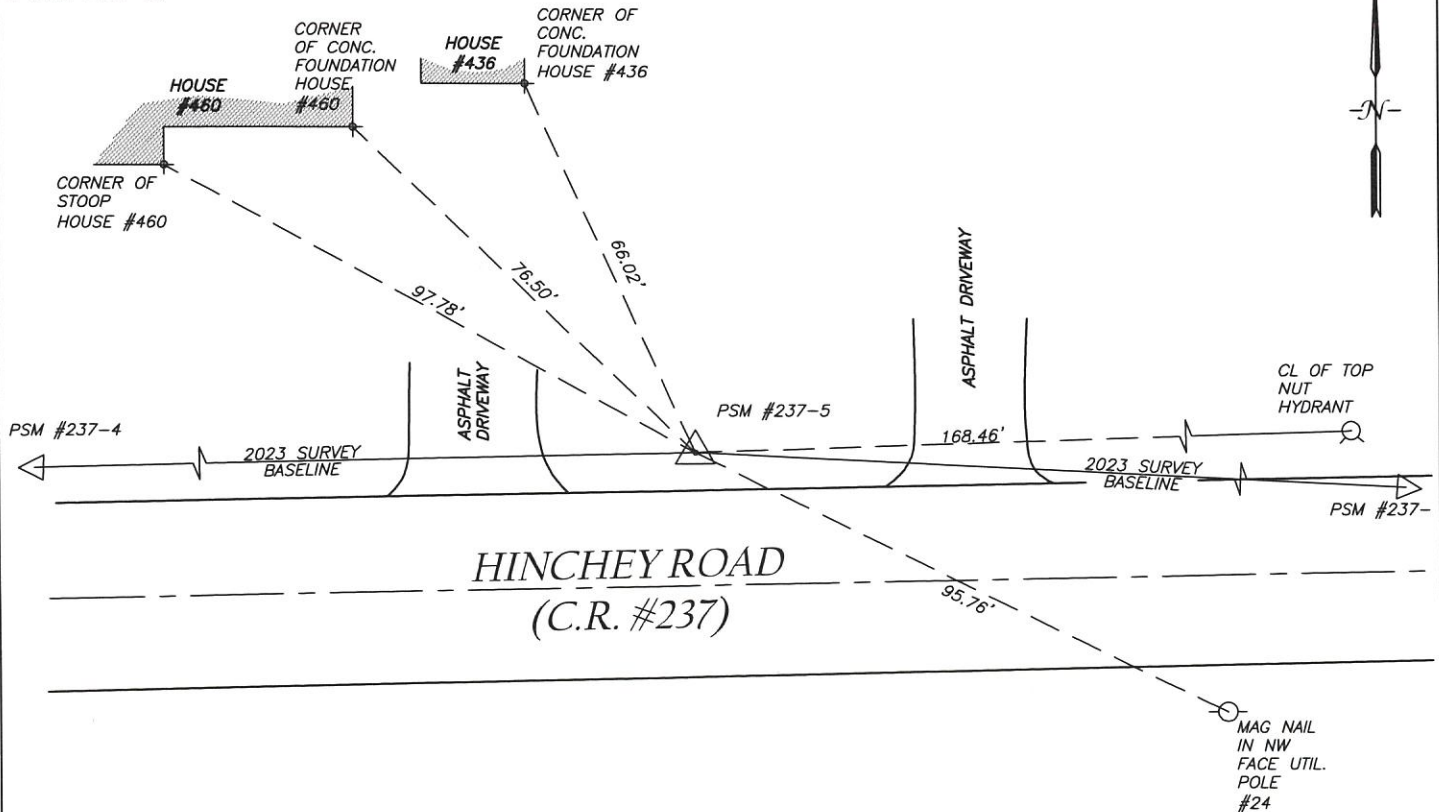 CORNER
OF CONC.
FOUNDATION
HOUSE
#460
HOUSE
#460
CORNER OF
STOOP
HOUSE #460
HOUSE
#436
CORNER OF
CONC.
FOUNDATION
HOUSE #436
-N-
97.78'
76.50'
66.02'
ASPHALT
DRIVEWAY
ASPHALT DRIVEWAY
PSM #237-4
2023 SURVEY
BASELINE
PSM #237-5
168.46'
CL OF TOP
NUT
HYDRANT
2023 SURVEY
BASELINE
PSM #237-
HINCHEY ROAD
(C.R. #237)
95.76'
MAG NAIL
IN NW
FACE UTIL.
POLE
#24